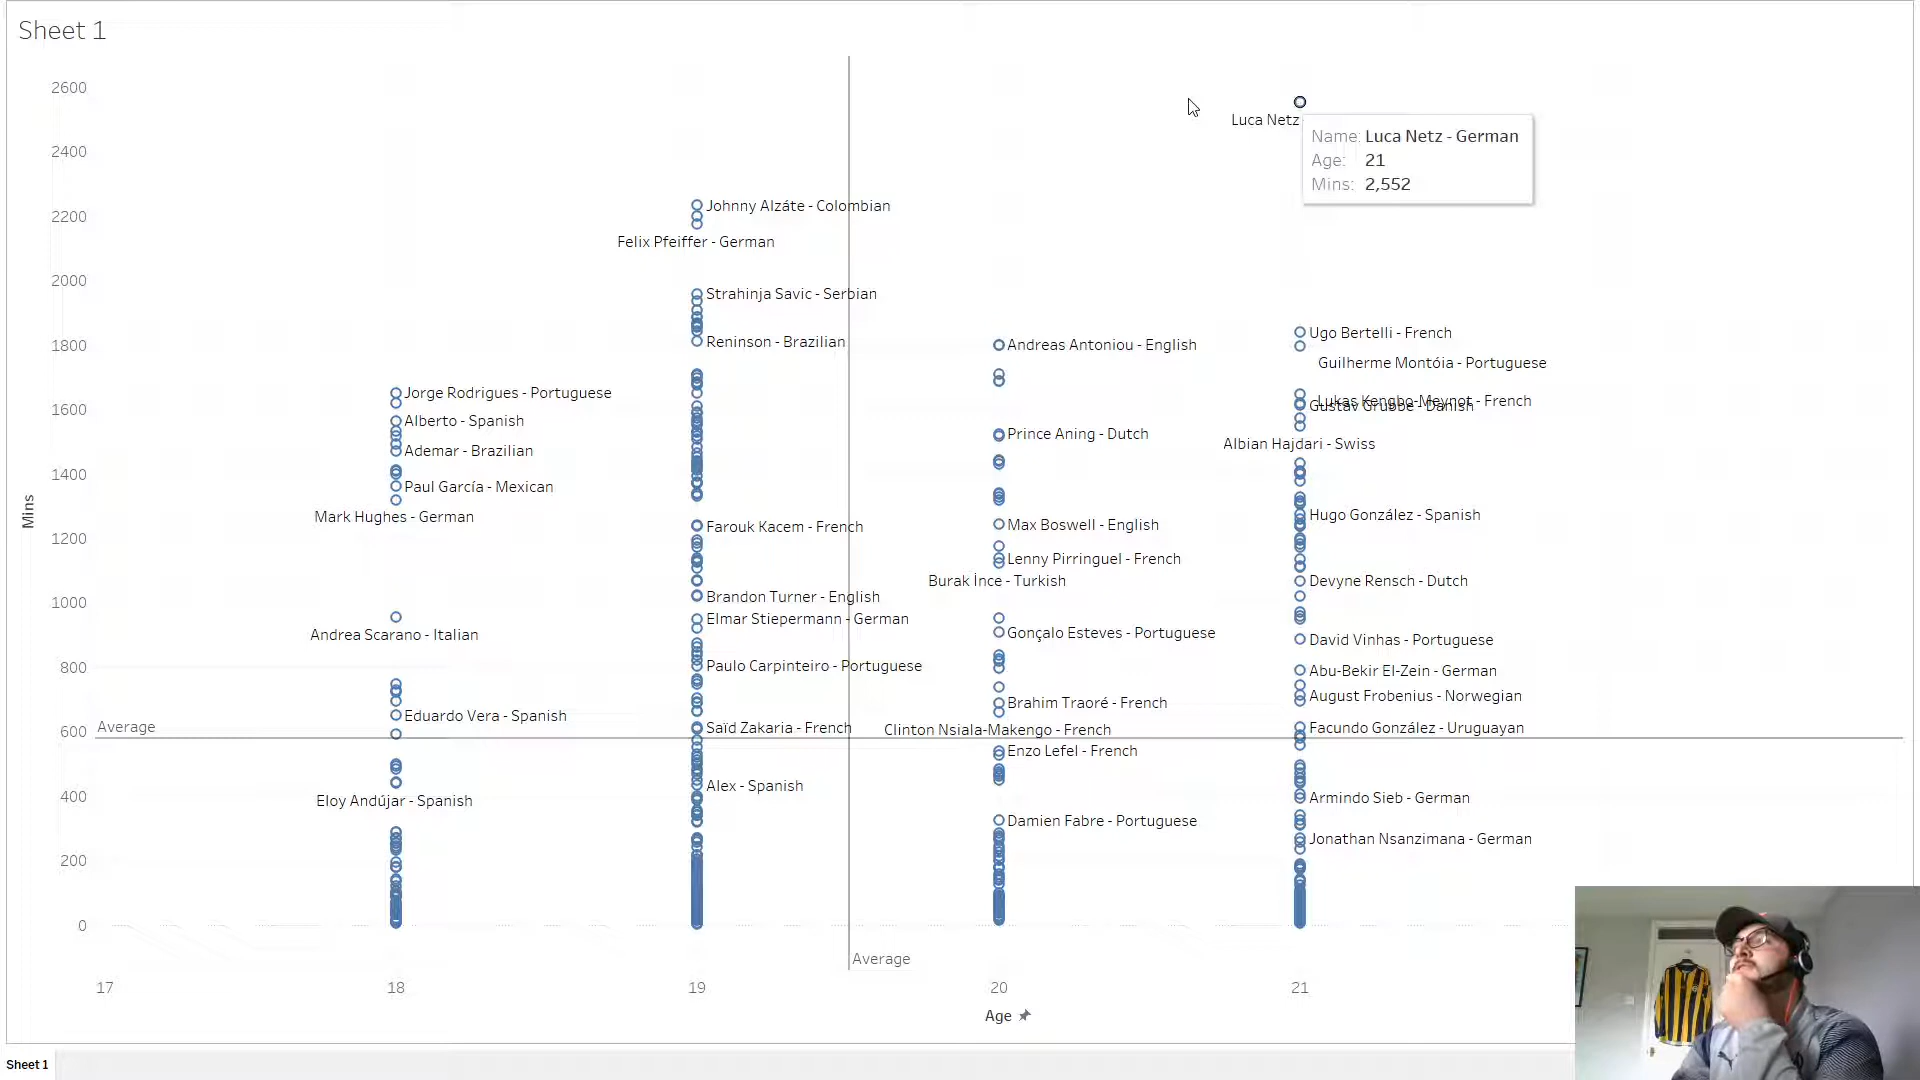 Sheet 1
2600
Luca Netz
Name: Luca Netz - German
Age: 21
Mins: 2,552
2400
2200
Johnny Alzáte - Colombian
Felix Pfeiffer - German
2000
Strahinja Savic - Serbian
1800
Reninson - Brazilian
Andreas Antoniou - English
Ugo Bertelli - French
Guilherme Montóia - Portuguese
1600
Jorge Rodrigues - Portuguese
Lukas Kengbo-Meynot - French
Gustav Grubbe - Danish
Alberto - Spanish
Prince Aning - Dutch
Albian Hajdari - Swiss
Ademar - Brazilian
1400
Paul García - Mexican
Mark Hughes - German
Hugo González - Spanish
Mins
1200
Farouk Kacem - French
Max Boswell - English
Lenny Pirringuel - French
Burak İnce - Turkish
Devyne Rensch - Dutch
1000
Brandon Turner - English
Elmar Stiepermann - German
Andrea Scarano - Italian
Gonçalo Esteves - Portuguese
David Vinhas - Portuguese
800
Paulo Carpinteiro - Portuguese
Abu-Bekir El-Zein - German
August Frobenius - Norwegian
Brahim Traoré - French
Eduardo Vera - Spanish
600
Average
Saïd Zakaria - French
Clinton Nsiala-Makengo - French
Facundo González - Uruguayan
Enzo Lefel - French
Alex - Spanish
400
Eloy Andújar - Spanish
Armindo Sieb - German
Damien Fabre - Portuguese
Jonathan Nsanzimana - German
200
0
Average
17
18
19
20
21
Age
Sheet 1